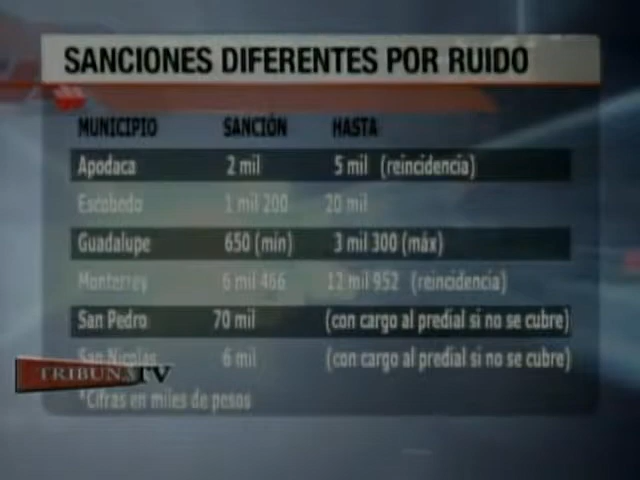 SANCIONES DIFERENTES POR RUIDO
MUNICIPIO SANCIÓN HASTA
Apodaca 2 mil 5 mil (reincidencia)
Escobedo 1 mil 200 20 mil
Guadalupe 650 (mín) 3 mil 300 (máx)
Monterrey 6 mil 466 12 mil 952 (reincidencia)
San Pedro 70 mil (con cargo al predial si no se cubre)
San Nicolás 6 mil (con cargo al predial si no se cubre)
TRIBUNA TV
*Cifras en miles de pesos